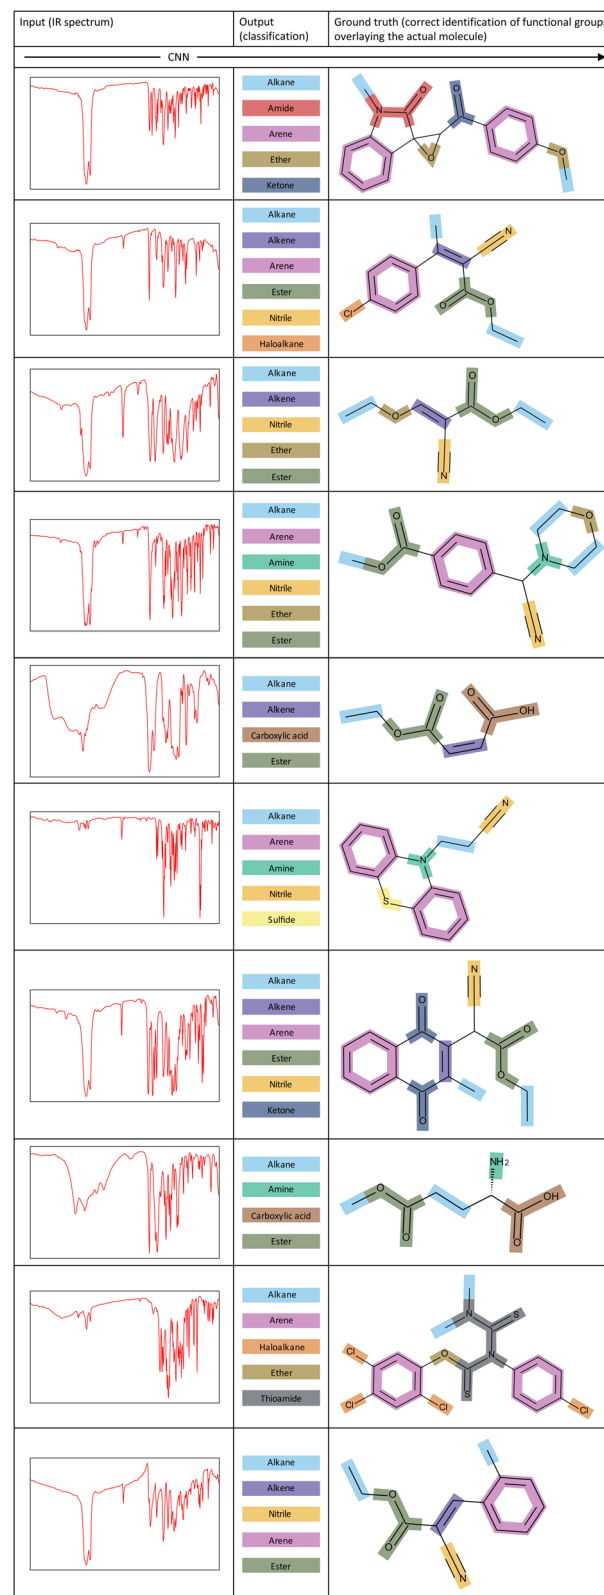 Input (IR spectrum)
Output
(classification)
Ground truth (correct identification of functional groups
overlaying the actual molecule)
CNN
Alkane
Amide
Arene
Ether
Ketone
N
O
O
O
O
Alkane
Alkene
Arene
Ester
Nitrile
Haloalkane
N
Cl
O
O
Alkane
Alkene
Nitrile
Ether
Ester
O
O
O
N
Alkane
Arene
Amine
Nitrile
Ether
Ester
O
O
O
N
N
Alkane
Alkene
Carboxylic acid
Ester
O
O
O
OH
Alkane
Arene
Amine
Nitrile
Sulfide
N
N
S
Alkane
Alkene
Arene
Ester
Nitrile
Ketone
N
O
O
O
O
Alkane
Amine
Carboxylic acid
Ester
NH2
O
OH
O
O
Alkane
Arene
Haloalkane
Ether
Thioamide
N
S
Cl
O
N
Cl
Cl
S
Cl
Alkane
Alkene
Nitrile
Arene
Ester
O
O
N